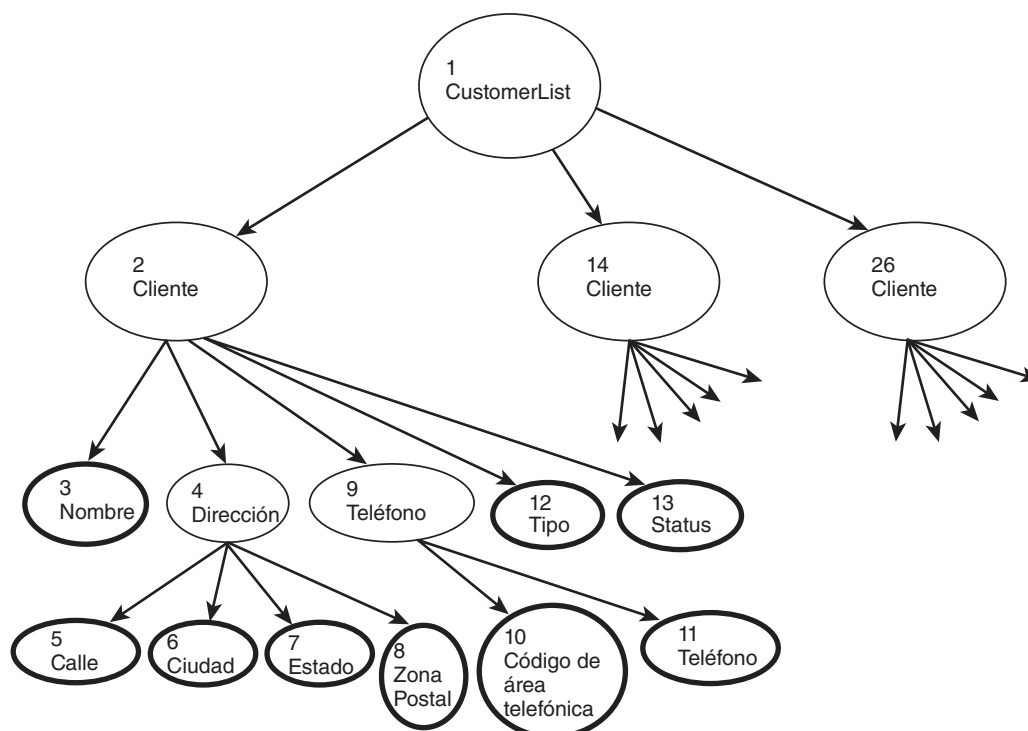 1
CustomerList
2
Cliente
14
Cliente
26
Cliente
3
Nombre
4
Dirección
9
Teléfono
12
Tipo
13
Status
5
Calle
6
Ciudad
7
Estado
8
Zona
Postal
10
Código de
área
telefónica
11
Teléfono